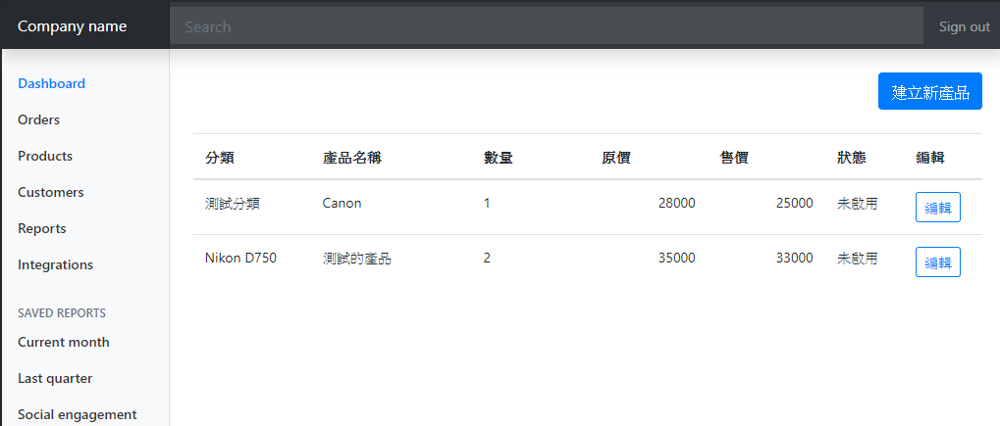 Company name Search Sign out
Dashboard
Orders
Products
Customers
Reports
Integrations
SAVED REPORTS
Current month
Last quarter
Social engagement
建立新產品
分類 產品名稱 數量 原價 售價 狀態 編輯
測試分類 Canon 1 28000 25000 未啟用 編輯
Nikon D750 測試的產品 2 35000 33000 未啟用 編輯